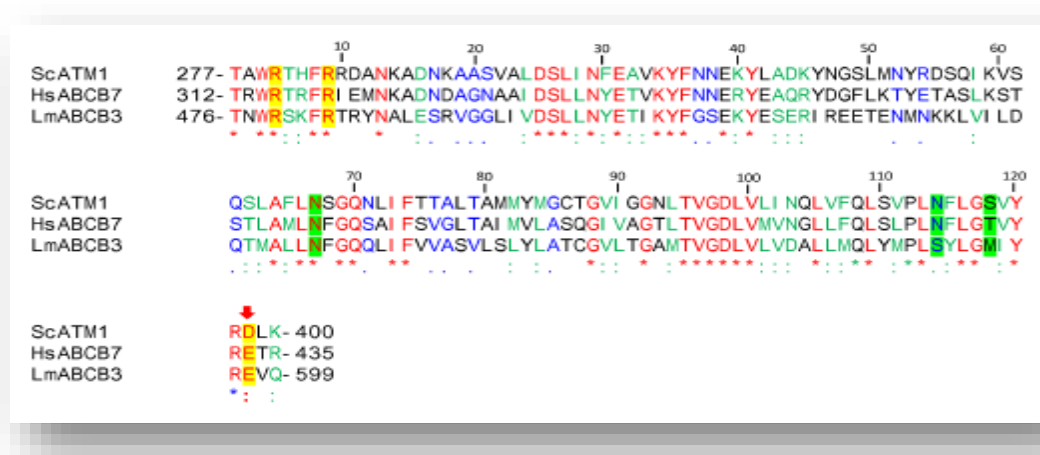 10 20 30 40 50 60
ScATM1 277- TAWRTHFRRDANKADNKAASVALDSLINFEAVKYFNNEKYLADKYNGSLMNYRDSQIKVS
HsABCB7 312- TRWRTRFRIEMNKADNDAGNAAIDSLLNYETVKYFNNERYEAQRYDGFLKTYETASLKST
LmABCB3 476- TNWRSKFRTRYNALESRVGGLIVDSLLNYETIKYFGSEKYESERIREETENMNKKLVILD
* ** :: ** * : . . .. : ***:*:* *** .*:* : : . . :
70 80 90 100 110 120
ScATM1 QSLAFLNSGQNLIFTTALTAMMYMGCTGVIGGNLTVGDLVLINQLVFQLSVPLNFLGSVY
HsABCB7 STLAMLNFGQSAIFSVGLTAIMVLASQGIVAGTLTVGDLVMVNGLLFQLSLPLNFLGTVY
LmABCB3 QTMALLNFGQQLIFVVASVLSLYLATCGVLTGAMTVGDLVLVDALLMQLYMPLSYLGMIY
.::*:** ** ** . . . : : *:: * :******::: *::** :**.:** :*
ScATM1 RDLK- 400
HsABCB7 RETR- 435
LmABCB3 REVQ- 599
*: :